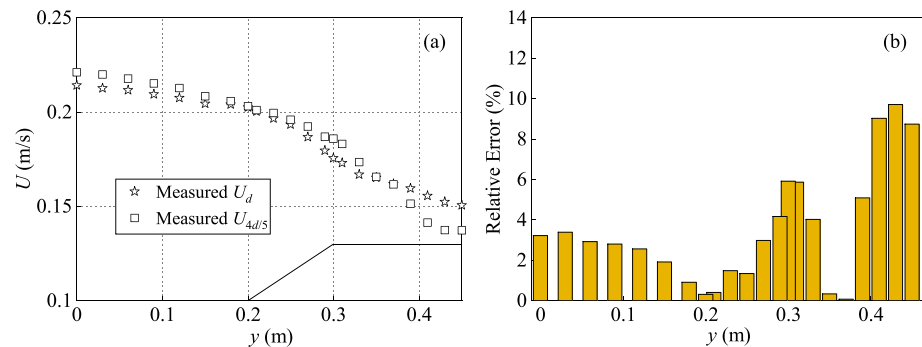 (a)
U (m/s)
0.25
0.2
0.15
0.1
Measured U_d
Measured U_{4d/5}
0 0.1 0.2 0.3 0.4
y (m)
(b)
Relative Error (%)
14
12
10
8
6
4
2
0
0 0.1 0.2 0.3 0.4
y (m)